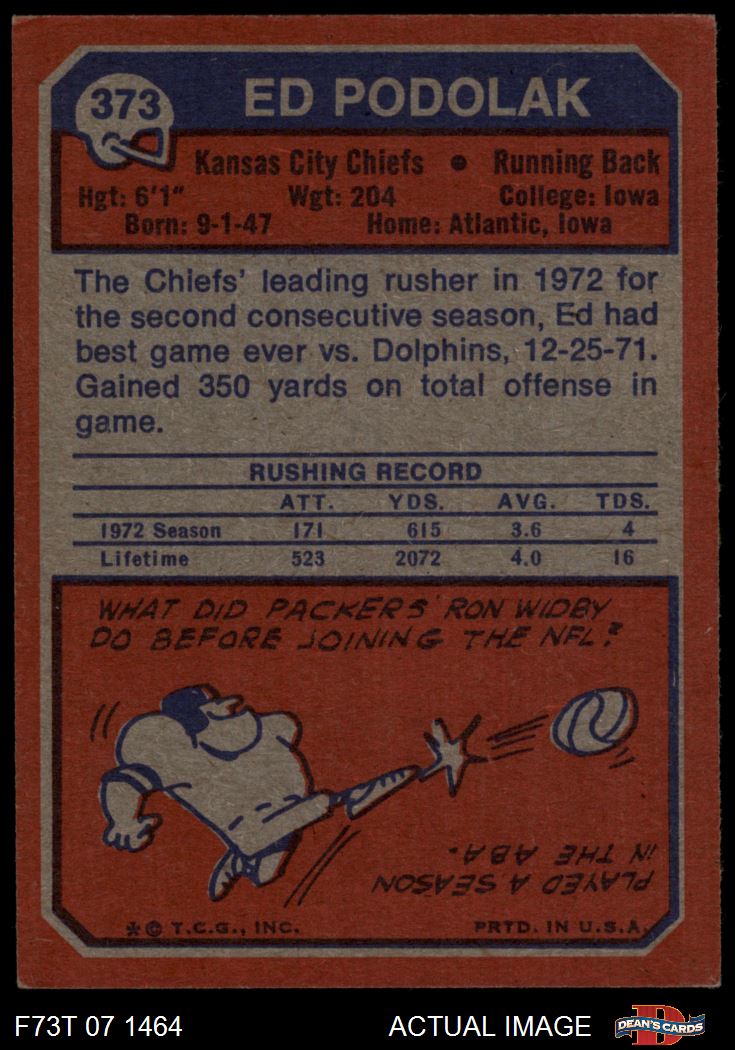 373
ED PODOLAK
Kansas City Chiefs • Running Back
Hgt: 6'1" Wgt: 204 College: Iowa
Born: 9-1-47 Home: Atlantic, Iowa
The Chiefs' leading rusher in 1972 for
the second consecutive season, Ed had
best game ever vs. Dolphins, 12-25-71.
Gained 350 yards on total offense in
game.
RUSHING RECORD
ATT. YDS. AVG. TDS.
1972 Season 171 615 3.6 4
Lifetime 523 2072 4.0 16
WHAT DID PACKERS' RON WIDBY
DO BEFORE JOINING THE NFL?
PLAYED A SEASON
IN THE ABA.
*© T.C.G., INC. PRTD. IN U.S.A.
F73T 07 1464 ACTUAL IMAGE DEAN'S CARDS